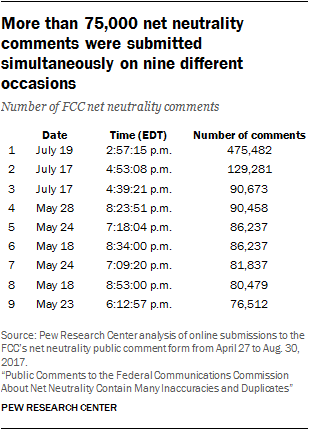 More than 75,000 net neutrality
comments were submitted
simultaneously on nine different
occasions
Number of FCC net neutrality comments
Date Time (EDT) Number of comments
1 July 19 2:57:15 p.m. 475,482
2 July 17 4:53:08 p.m. 129,281
3 July 17 4:39:21 p.m. 90,673
4 May 28 8:23:51 p.m. 90,458
5 May 24 7:18:04 p.m. 86,237
6 May 18 8:34:00 p.m. 86,237
7 May 24 7:09:20 p.m. 81,837
8 May 18 8:53:00 p.m. 80,479
9 May 23 6:12:57 p.m. 76,512
Source: Pew Research Center analysis of online submissions to the
FCC's net neutrality public comment form from April 27 to Aug. 30,
2017.
“Public Comments to the Federal Communications Commission
About Net Neutrality Contain Many Inaccuracies and Duplicates”
PEW RESEARCH CENTER